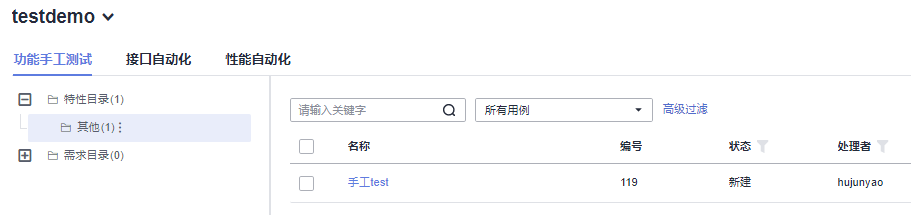 testdemo
功能手工测试 接口自动化 性能自动化
特性目录(1)
其他(1)
需求目录(0)
请输入关键字 所有用例 高级过滤
名称 编号 状态 处理者
手工test 119 新建 hujunyao